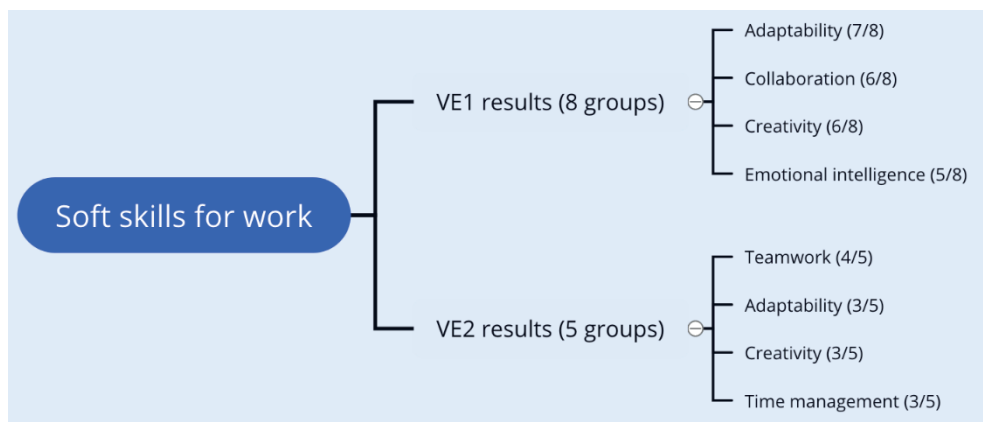 Soft skills for work
VE1 results (8 groups)
Adaptability (7/8)
Collaboration (6/8)
Creativity (6/8)
Emotional intelligence (5/8)
VE2 results (5 groups)
Teamwork (4/5)
Adaptability (3/5)
Creativity (3/5)
Time management (3/5)